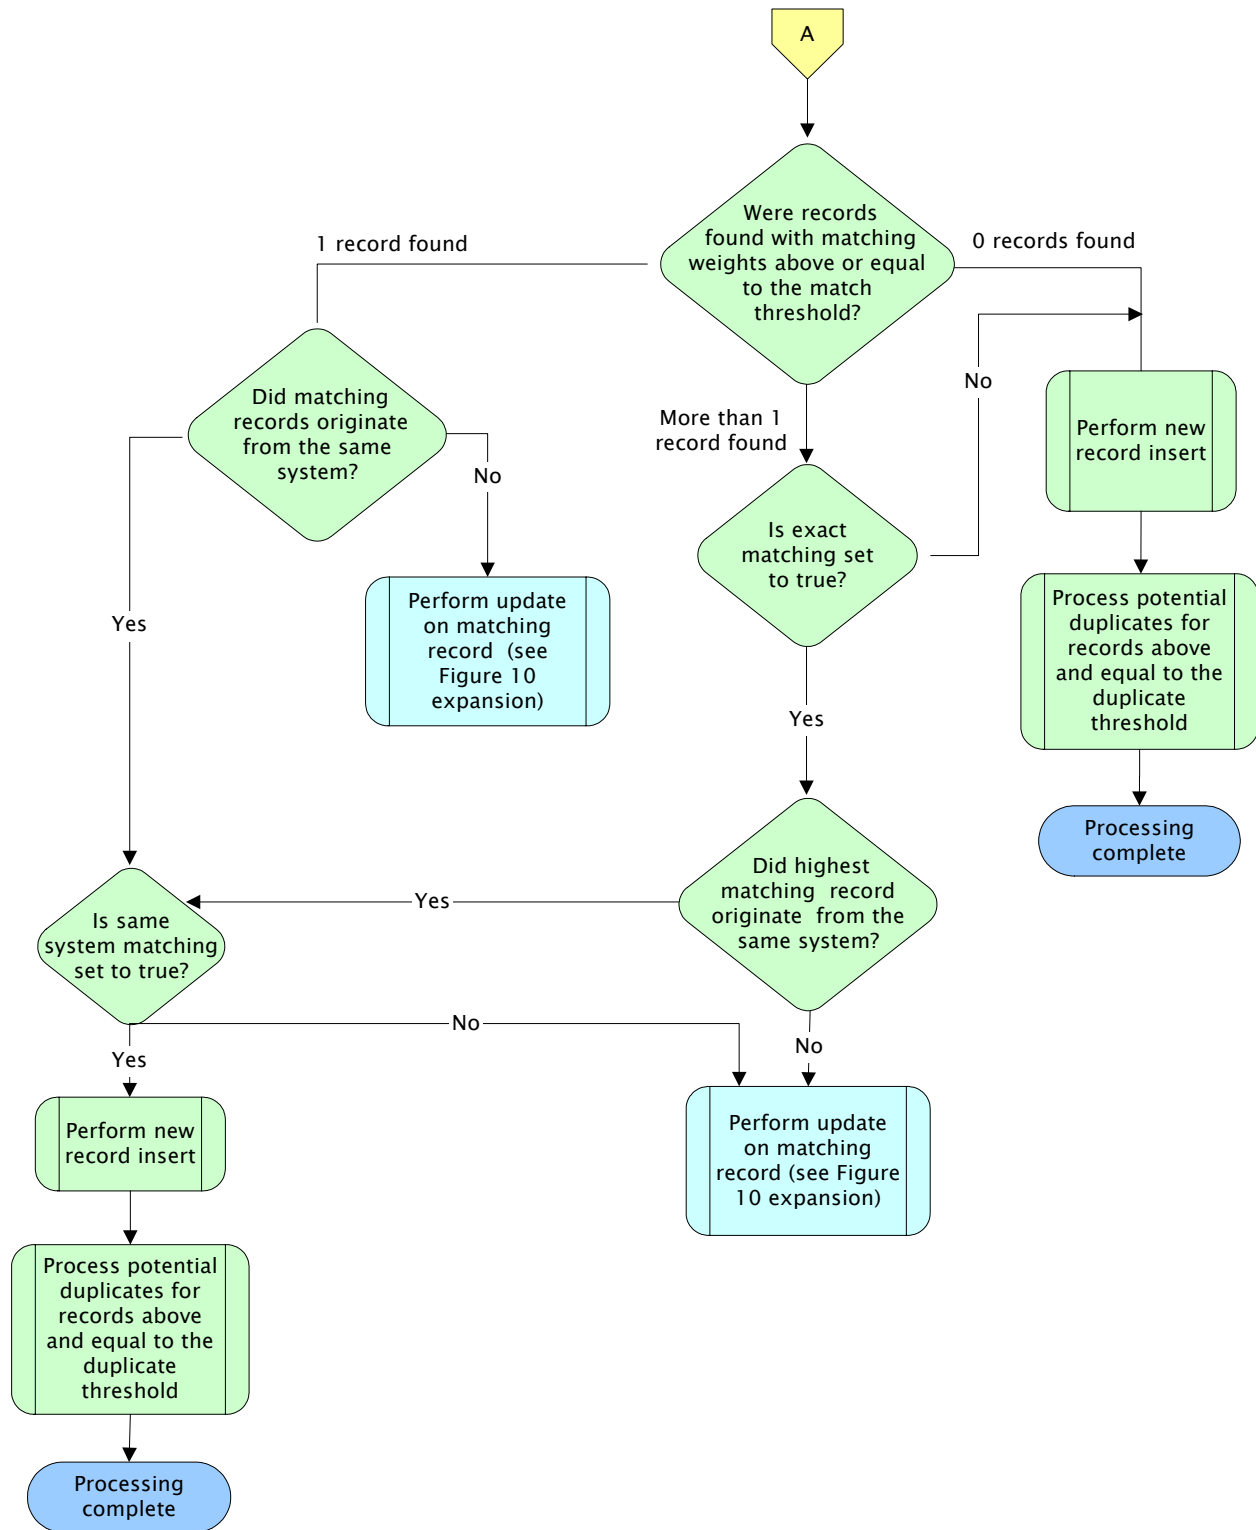 A
Were records
found with matching
weights above or equal
to the match
threshold?
1 record found
0 records found
Did matching
records originate
from the same
system?
No
More than 1
record found
No
Perform new
record insert
Is exact
matching set
to true?
Perform update
on matching
record (see
Figure 10
expansion)
Process potential
duplicates for
records above
and equal to the
duplicate
threshold
Yes
Yes
Processing
complete
Did highest
matching record
originate from the
same system?
Yes
Is same
system matching
set to true?
No
No
Yes
Perform new
record insert
Perform update
on matching
record (see Figure
10 expansion)
Process potential
duplicates for
records above
and equal to the
duplicate
threshold
Processing
complete